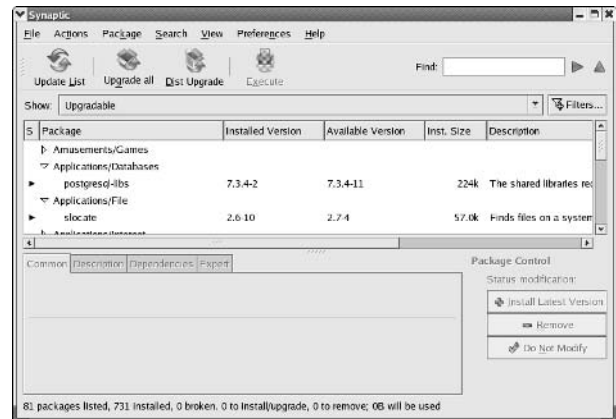 Synaptic
File Actions Package Search View Preferences Help
Update List Upgrade all Dist Upgrade Execute Find:
Show: Upgradable Filters...
S Package Installed Version Available Version Inst. Size Description
Amusements/Games
Applications/Databases
postgresql-libs 7.3.4-2 7.3.4-11 224k The shared libraries rec
Applications/File
slocate 2.6-10 2.7-4 57.0k Finds files on a system
Applications/Internet
Common Description Dependencies Expert Package Control
Status modification:
Install Latest Version
Remove
Do Not Modify
81 packages listed, 731 installed, 0 broken. 0 to install/upgrade, 0 to remove; 0B will be used